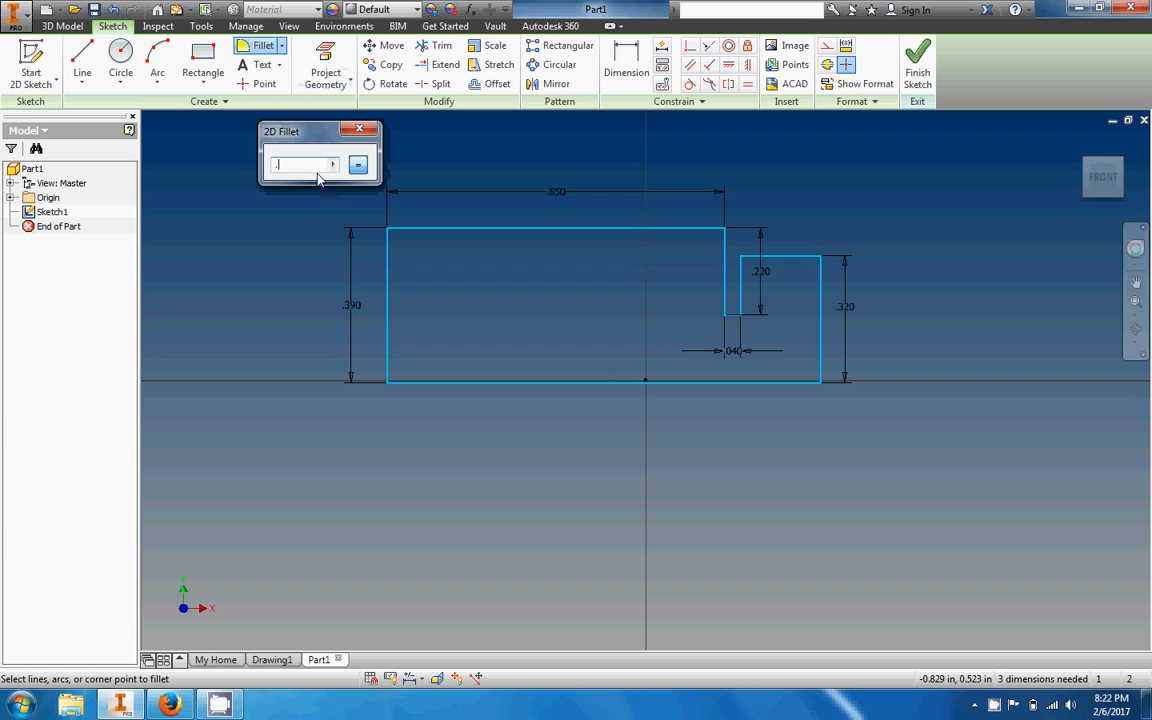 Material
Default
Part1
Sign In
PRO
3D Model Sketch Inspect Tools Manage View Environments BIM Get Started Vault Autodesk 360
Start
2D Sketch
Line
Circle
Arc
Rectangle
Fillet
Text
Point
Project
Geometry
Move
Copy
Rotate
Trim
Extend
Split
Scale
Stretch
Offset
Rectangular
Circular
Mirror
Dimension
Image
Points
ACAD
Show Format
Finish
Sketch
Sketch
Create
Modify
Pattern
Constrain
Insert
Format
Exit
Model
Part1
View: Master
Origin
Sketch1
End of Part
2D Fillet
.
=
.850
.390
.220
.320
.040
FRONT
Y
X
My Home
Drawing1
Part1
Select lines, arcs, or corner point to fillet
-0.829 in, 0.523 in 3 dimensions needed 1 2
PRO
8:22 PM
2/6/2017